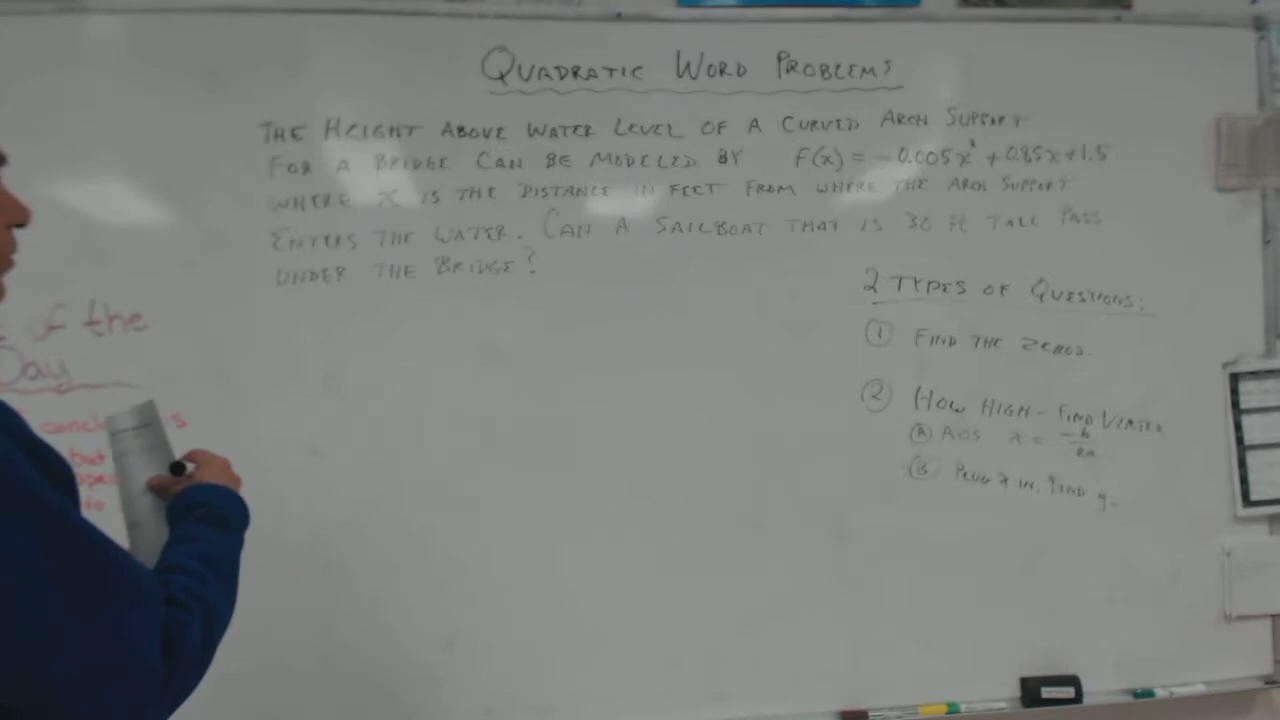 QUADRATIC WORD PROBLEMS
THE HEIGHT ABOVE WATER LEVEL OF A CURVED ARCH SUPPORT
FOR A BRIDGE CAN BE MODELED BY F(x) = -0.005x² + 0.85x + 1.5
WHERE X IS THE DISTANCE IN FEET FROM WHERE THE ARCH SUPPORT
ENTERS THE WATER. CAN A SAILBOAT THAT IS 30 FT TALL PASS
UNDER THE BRIDGE?
2 TYPES OF QUESTIONS:
① FIND THE ZEROS.
② HOW HIGH - FIND VERTEX
Ⓐ AOS x = -b/2a
Ⓑ PLUG X IN, FIND y.
of the
Day
but
to